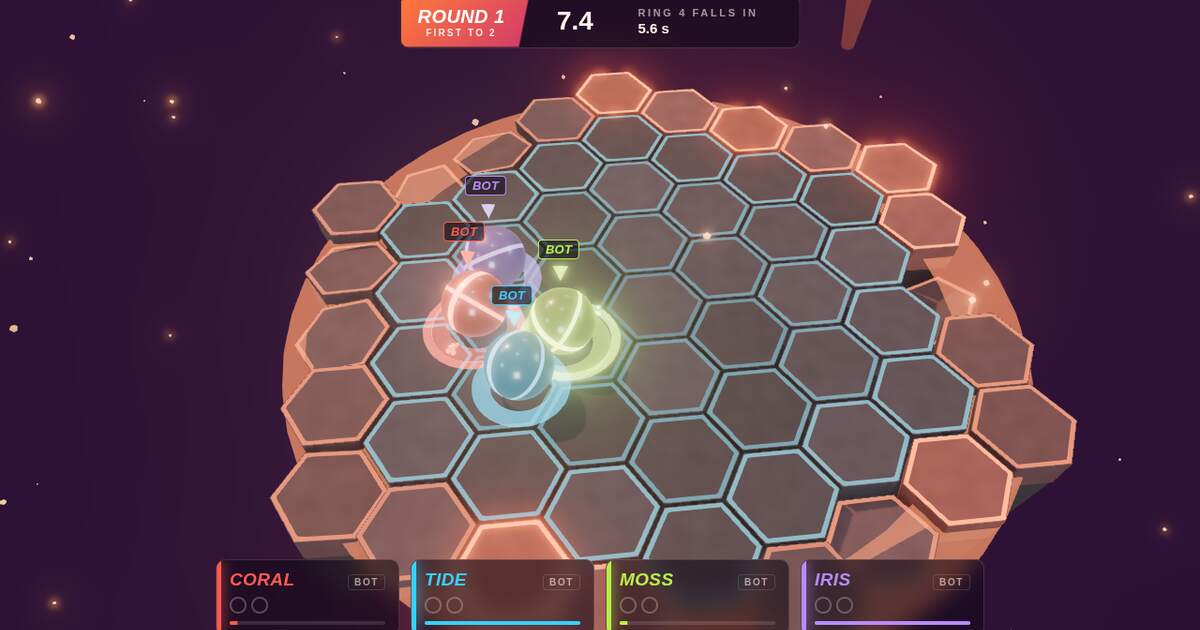 ROUND 1
FIRST TO 2
7.4
RING 4 FALLS IN
5.6 s
BOT
BOT
BOT
BOT
CORAL
BOT
TIDE
BOT
MOSS
BOT
IRIS
BOT